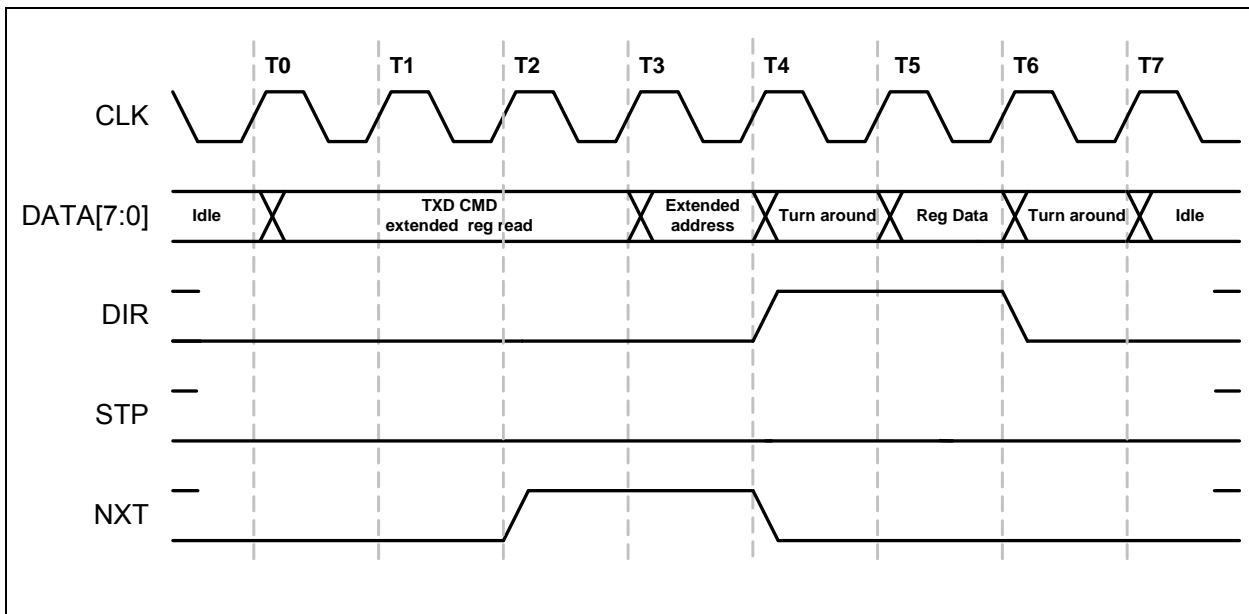 T0 T1 T2 T3 T4 T5 T6 T7
CLK
DATA[7:0] Idle TXD CMD extended reg read Extended address Turn around Reg Data Turn around Idle
DIR
STP
NXT